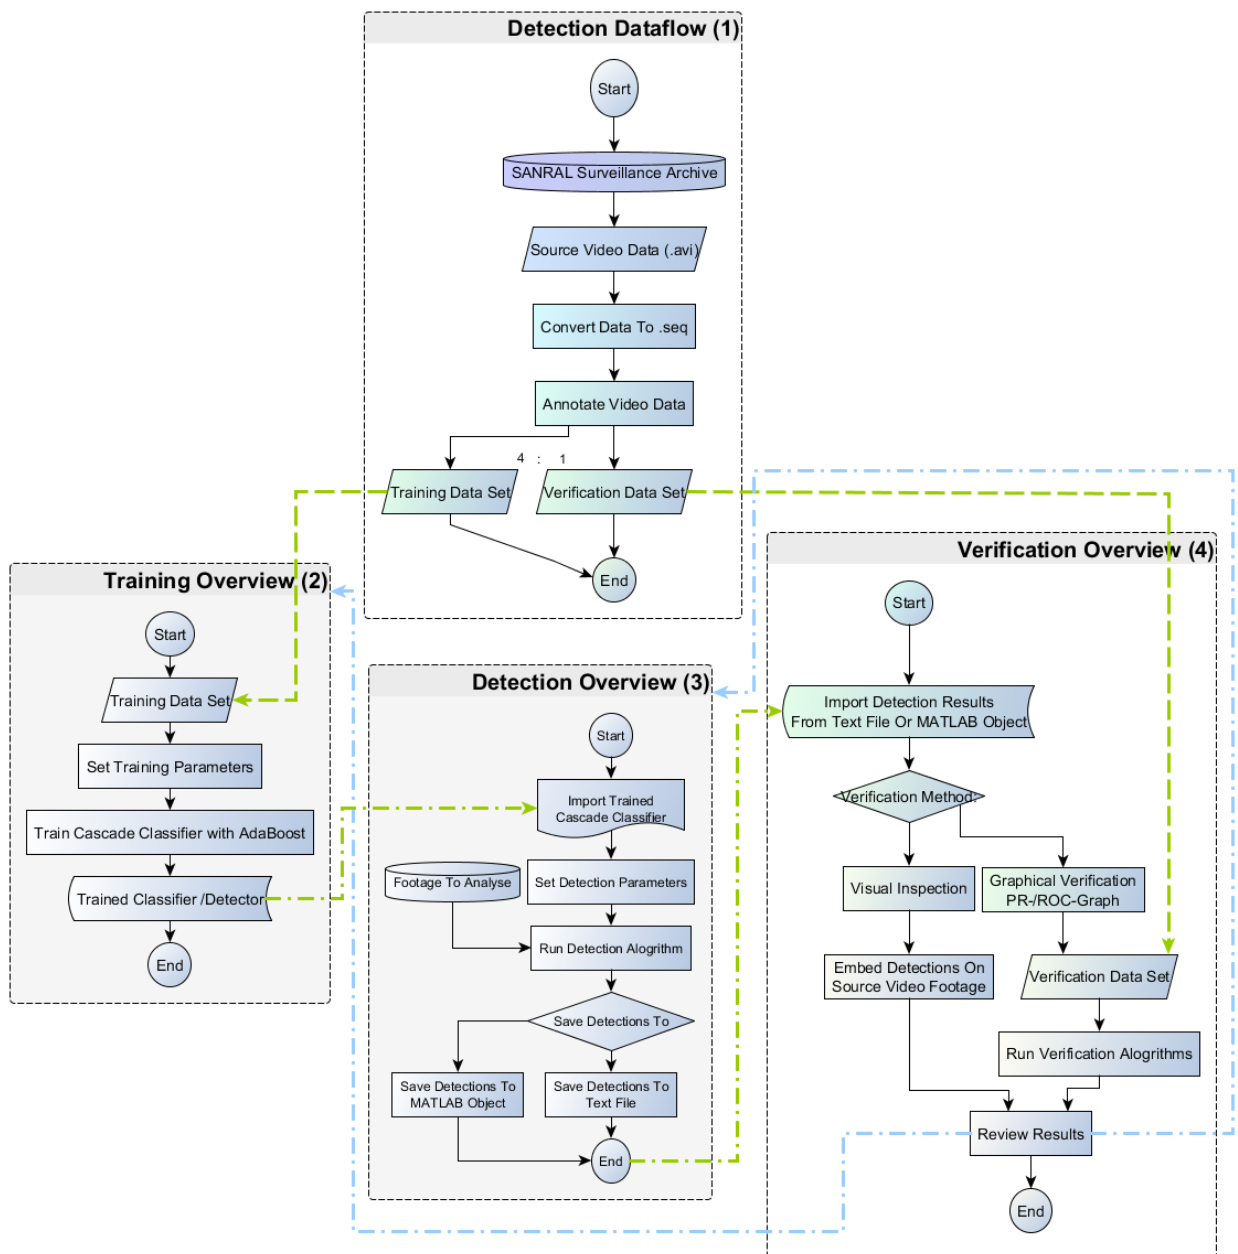 Detection Dataflow (1)
Start
SANRAL Surveillance Archive
Source Video Data (.avi)
Convert Data To .seq
Annotate Video Data
4 : 1
Training Data Set
Verification Data Set
End
Training Overview (2)
Start
Training Data Set
Set Training Parameters
Train Cascade Classifier with AdaBoost
Trained Classifier /Detector
End
Detection Overview (3)
Start
Import Trained
Cascade Classifier
Footage To Analyse
Set Detection Parameters
Run Detection Alogrithm
Save Detections To
Save Detections To
MATLAB Object
Save Detections To
Text File
End
Verification Overview (4)
Start
Import Detection Results
From Text File Or MATLAB Object
Verification Method:
Visual Inspection
Graphical Verification
PR-/ROC-Graph
Embed Detections On
Source Video Footage
Verification Data Set
Run Verification Alogrithms
Review Results
End